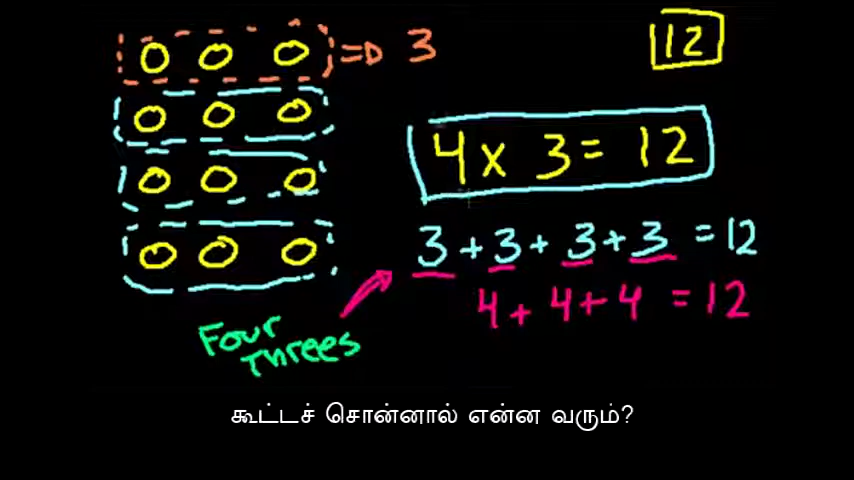 ⇒ 3
12
4 x 3 = 12
3 + 3 + 3 + 3 = 12
4 + 4 + 4 = 12
Four
Threes
கூட்டச் சொன்னால் என்ன வரும்?